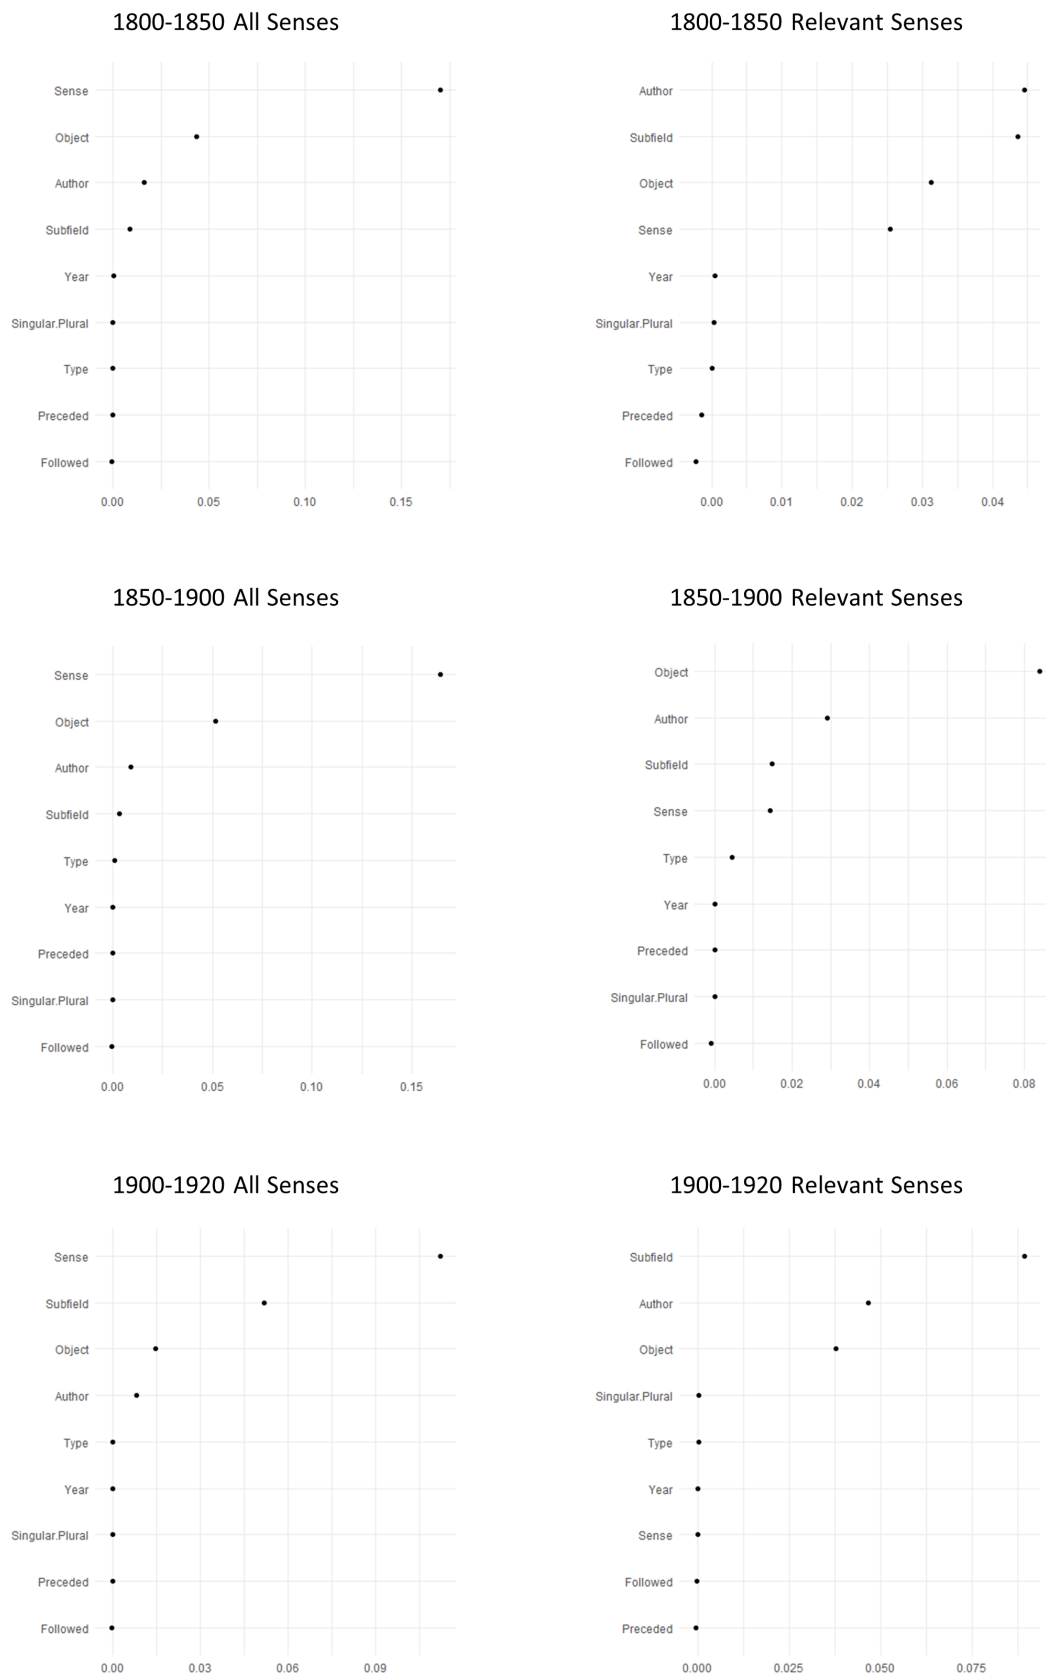 1800-1850 All Senses
Sense
Object
Author
Subfield
Year
Singular.Plural
Type
Preceded
Followed
0.00 0.05 0.10 0.15
1800-1850 Relevant Senses
Author
Subfield
Object
Sense
Year
Singular.Plural
Type
Preceded
Followed
0.00 0.01 0.02 0.03 0.04
1850-1900 All Senses
Sense
Object
Author
Subfield
Type
Year
Preceded
Singular.Plural
Followed
0.00 0.05 0.10 0.15
1850-1900 Relevant Senses
Object
Author
Subfield
Sense
Type
Year
Preceded
Singular.Plural
Followed
0.00 0.02 0.04 0.06 0.08
1900-1920 All Senses
Sense
Subfield
Object
Author
Type
Year
Singular.Plural
Preceded
Followed
0.00 0.03 0.06 0.09
1900-1920 Relevant Senses
Subfield
Author
Object
Singular.Plural
Type
Year
Sense
Followed
Preceded
0.000 0.025 0.050 0.075